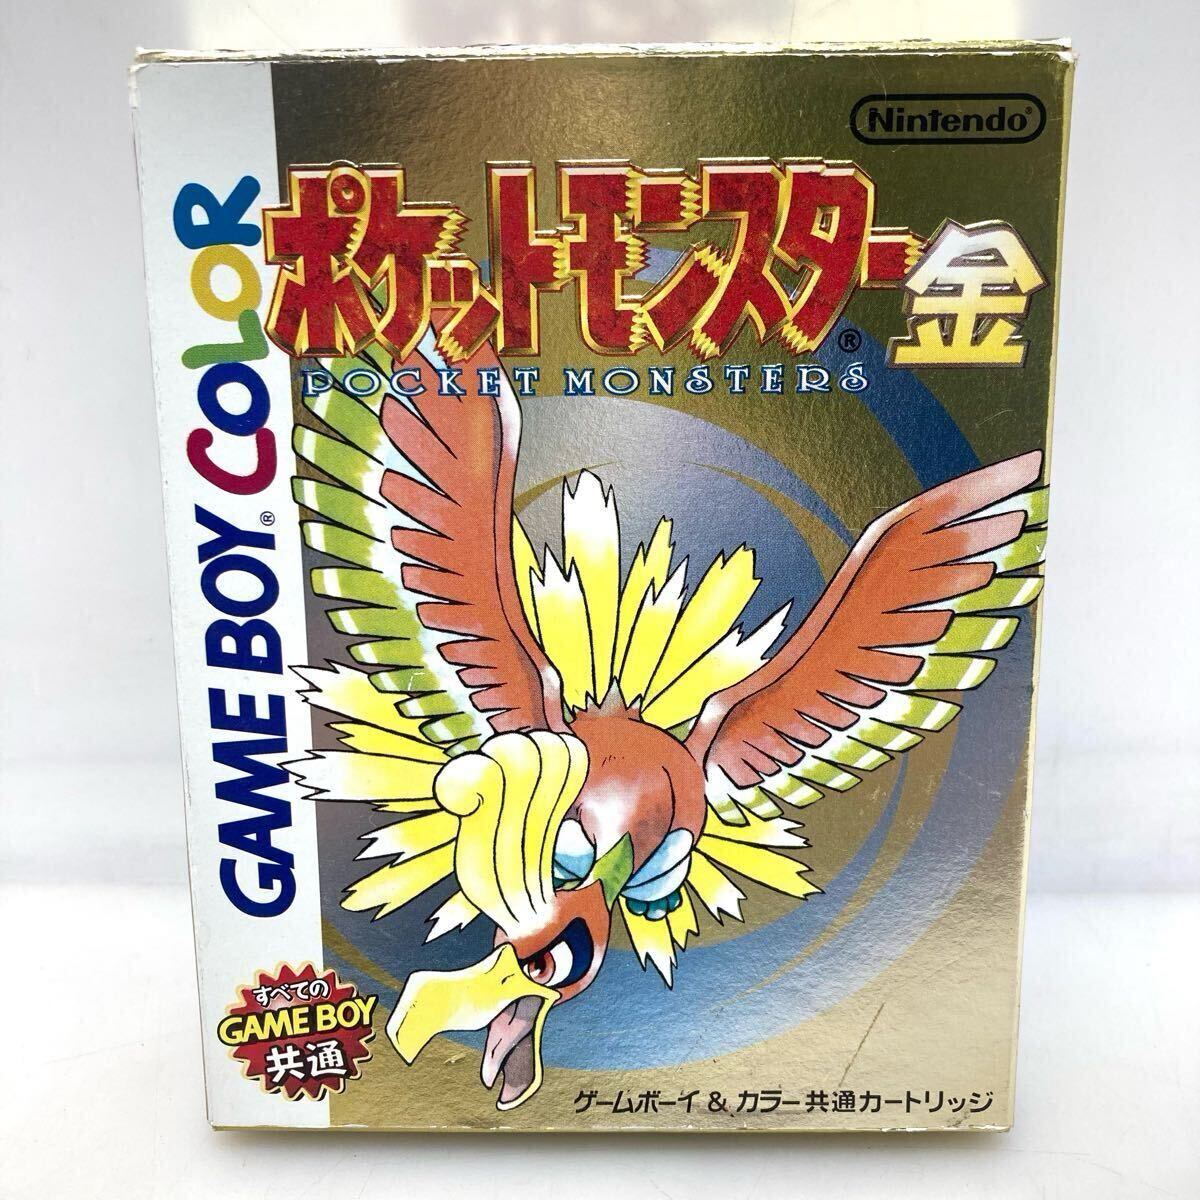 Nintendo®
ポケットモンスター®金
POCKET MONSTERS
GAME BOY® COLOR
すべての
GAME BOY
共通
ゲームボーイ & カラー共通カートリッジ